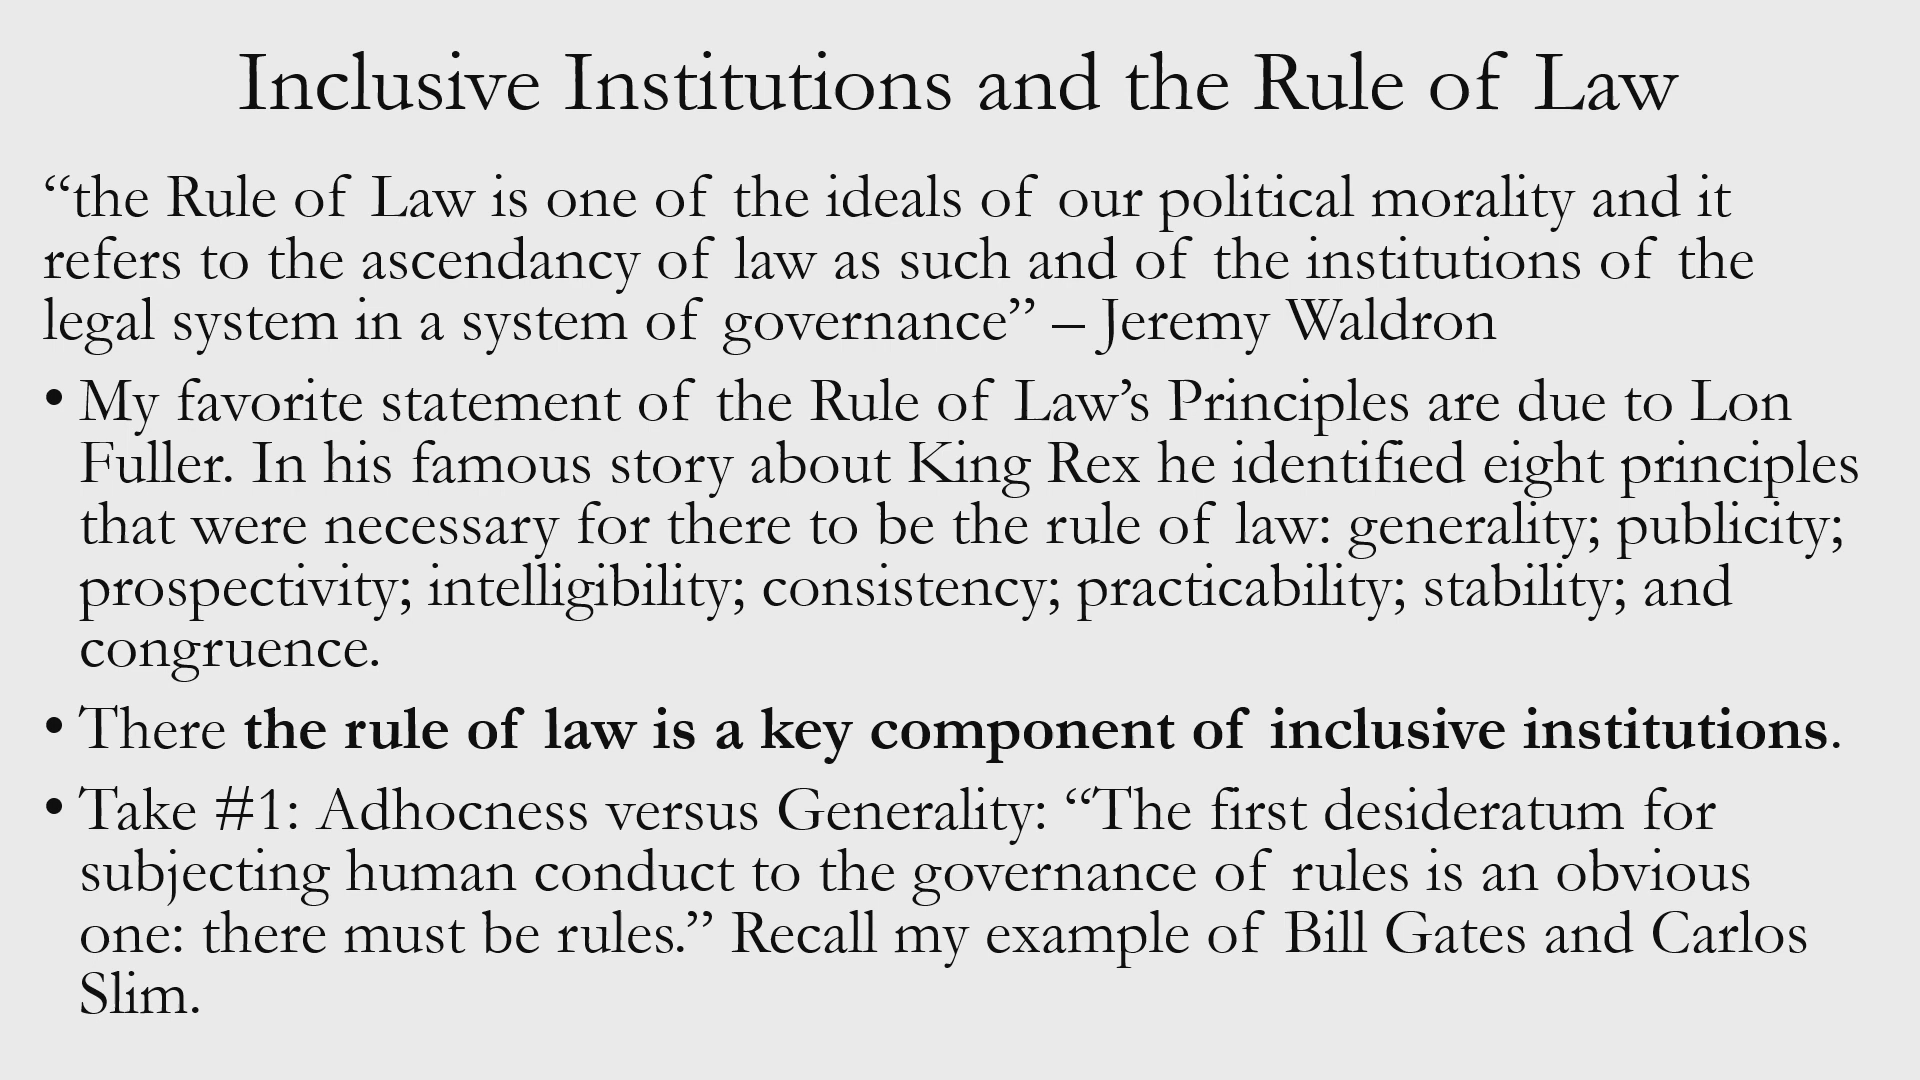 Inclusive Institutions and the Rule of Law
“the Rule of Law is one of the ideals of our political morality and it
refers to the ascendancy of law as such and of the institutions of the
legal system in a system of governance” – Jeremy Waldron
• My favorite statement of the Rule of Law’s Principles are due to Lon
Fuller. In his famous story about King Rex he identified eight principles
that were necessary for there to be the rule of law: generality; publicity;
prospectivity; intelligibility; consistency; practicability; stability; and
congruence.
• There the rule of law is a key component of inclusive institutions.
• Take #1: Adhocness versus Generality: “The first desideratum for
subjecting human conduct to the governance of rules is an obvious
one: there must be rules.” Recall my example of Bill Gates and Carlos
Slim.